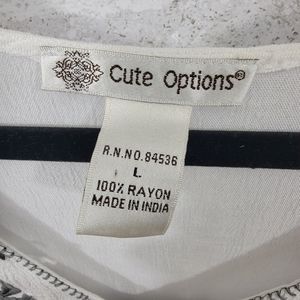 Cute Options®
R.N.NO.84536
L
100% RAYON
MADE IN INDIA